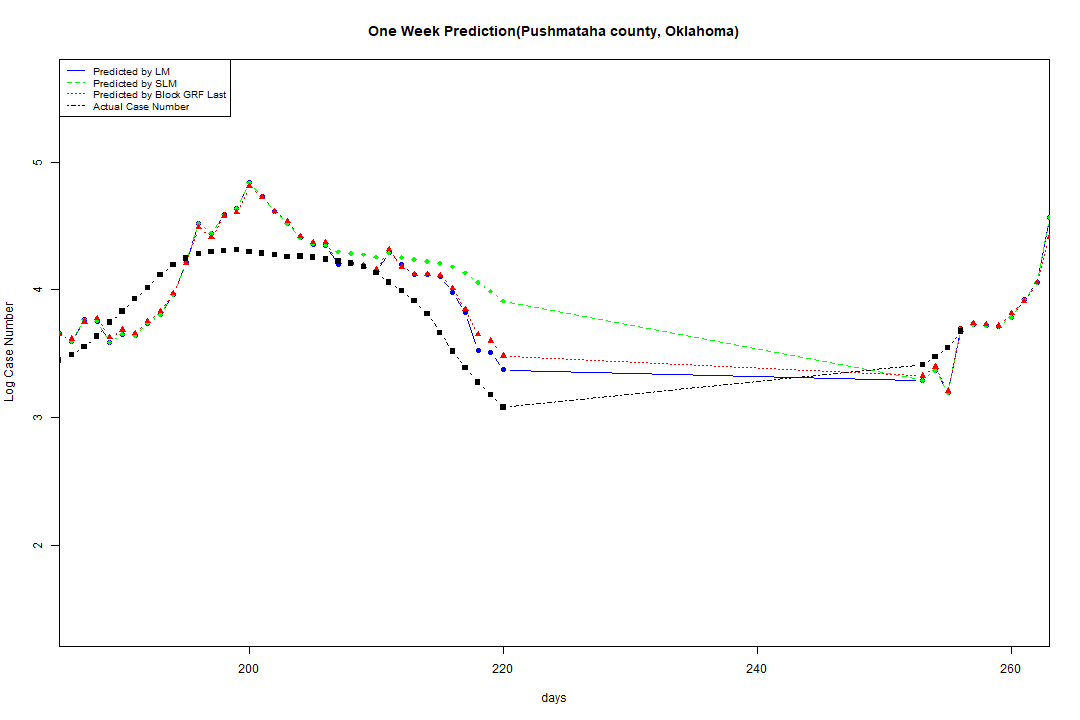 One Week Prediction(Pushmataha county, Oklahoma)
Predicted by LM
Predicted by SLM
Predicted by Block GRF Last
Actual Case Number
5
4
3
2
Log Case Number
200
220
240
260
days